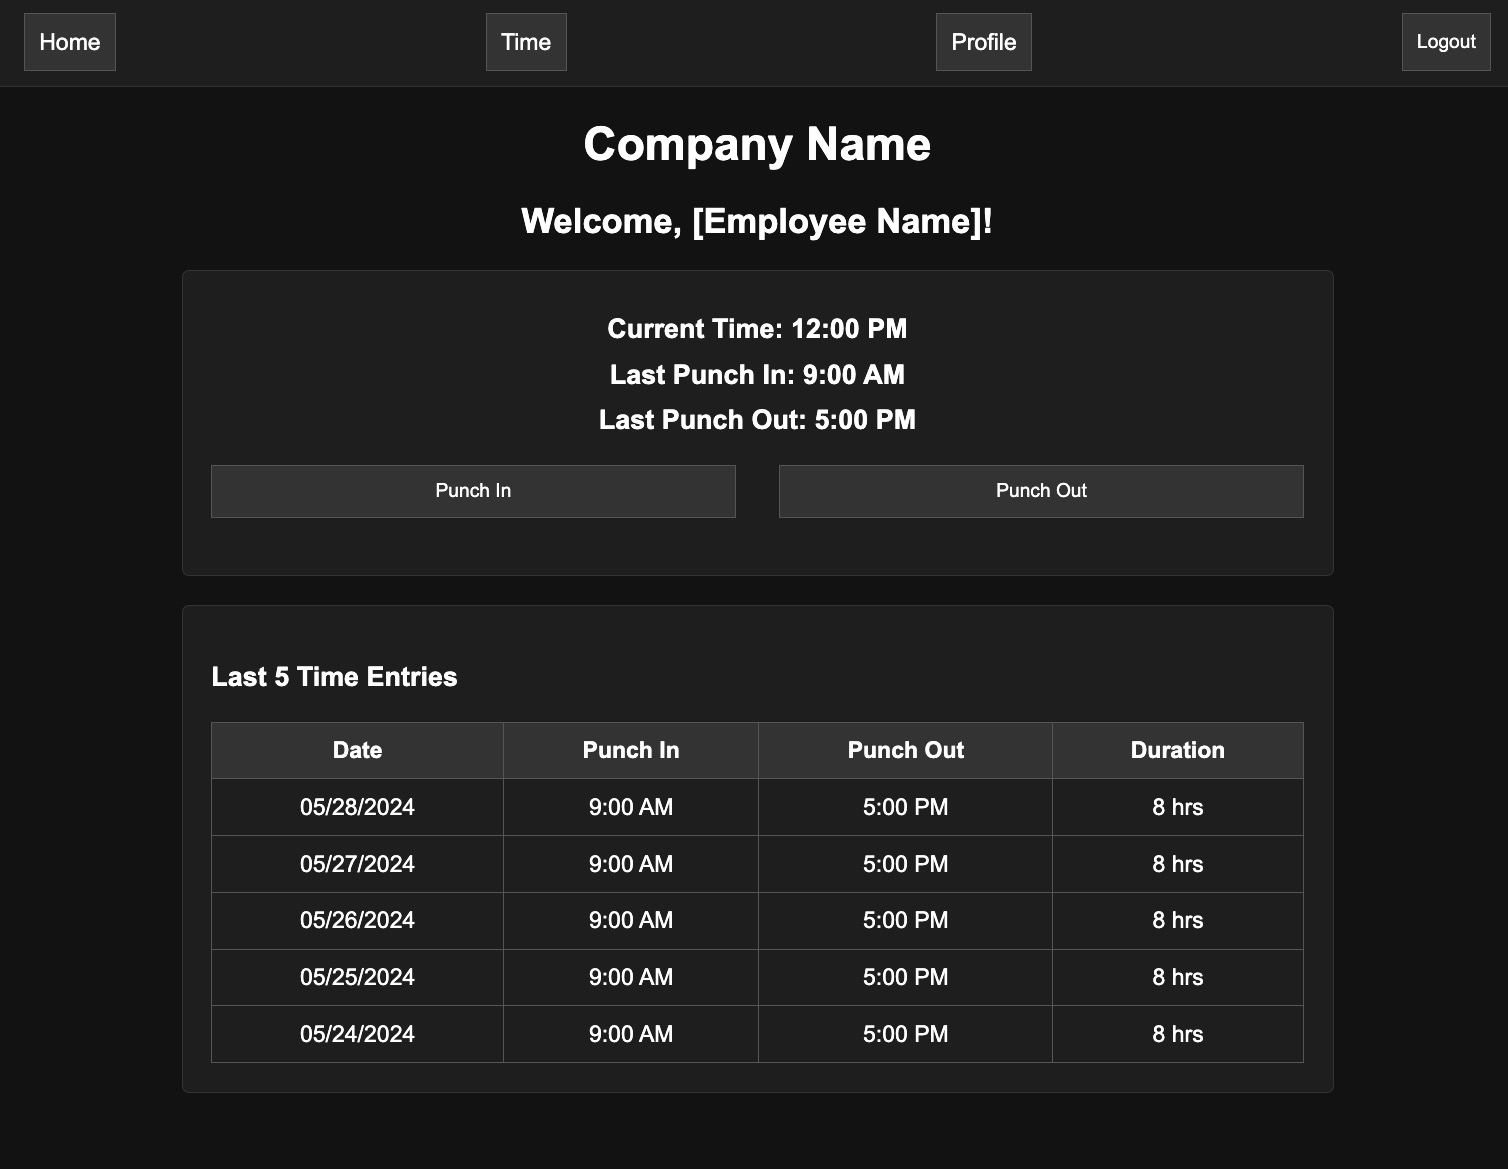 Home Time Profile Logout
Company Name
Welcome, [Employee Name]!
Current Time: 12:00 PM
Last Punch In: 9:00 AM
Last Punch Out: 5:00 PM
Punch In Punch Out
Last 5 Time Entries
Date Punch In Punch Out Duration
05/28/2024 9:00 AM 5:00 PM 8 hrs
05/27/2024 9:00 AM 5:00 PM 8 hrs
05/26/2024 9:00 AM 5:00 PM 8 hrs
05/25/2024 9:00 AM 5:00 PM 8 hrs
05/24/2024 9:00 AM 5:00 PM 8 hrs